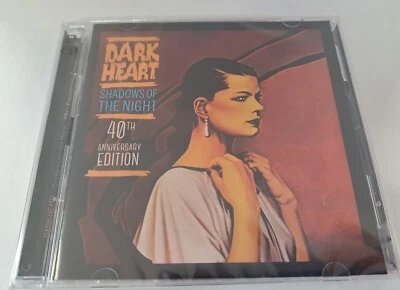 DARK
HEART
SHADOWS OF
THE NIGHT
40TH
ANNIVERSARY
EDITION